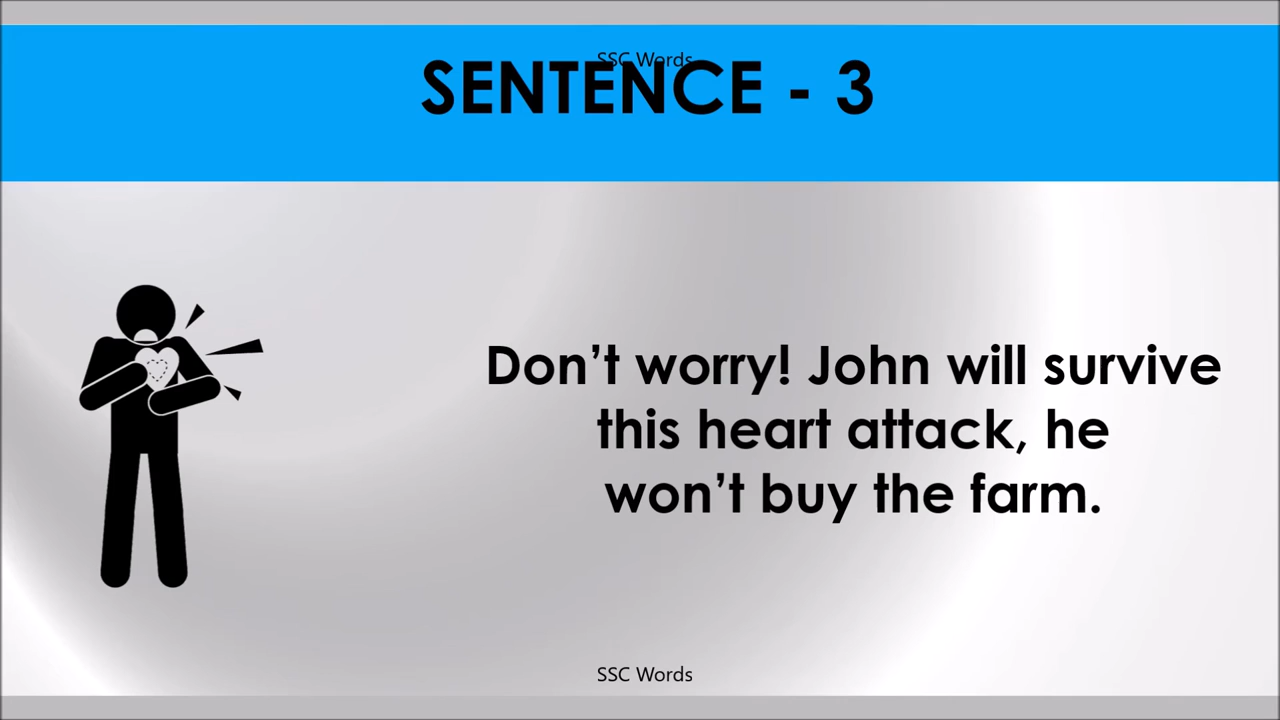 SSC Words
SENTENCE - 3
Don’t worry! John will survive
this heart attack, he
won’t buy the farm.
SSC Words